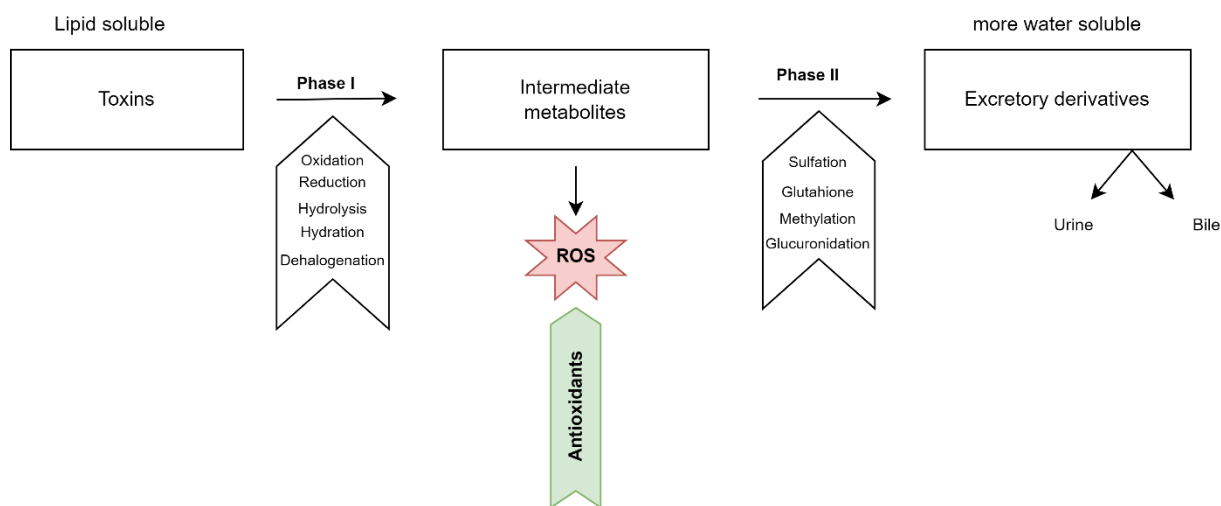 Lipid soluble
Toxins
Phase I
Oxidation
Reduction
Hydrolysis
Hydration
Dehalogenation
Intermediate
metabolites
ROS
Antioxidants
Phase II
Sulfation
Glutahione
Methylation
Glucuronidation
more water soluble
Excretory derivatives
Urine
Bile